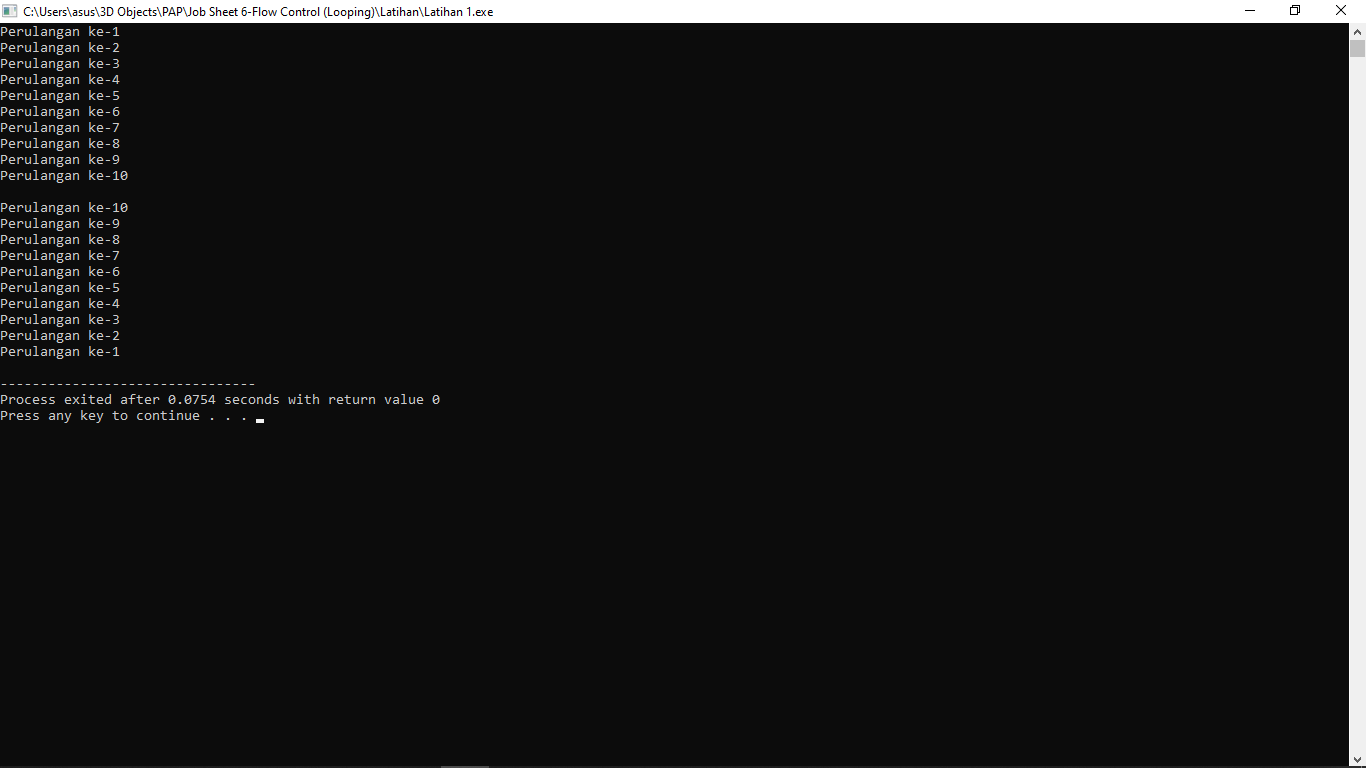 C:\Users\asus\3D Objects\PAP\Job Sheet 6-Flow Control (Looping)\Latihan\Latihan 1.exe
Perulangan ke-1
Perulangan ke-2
Perulangan ke-3
Perulangan ke-4
Perulangan ke-5
Perulangan ke-6
Perulangan ke-7
Perulangan ke-8
Perulangan ke-9
Perulangan ke-10

Perulangan ke-10
Perulangan ke-9
Perulangan ke-8
Perulangan ke-7
Perulangan ke-6
Perulangan ke-5
Perulangan ke-4
Perulangan ke-3
Perulangan ke-2
Perulangan ke-1

--------------------------------
Process exited after 0.0754 seconds with return value 0
Press any key to continue . . .